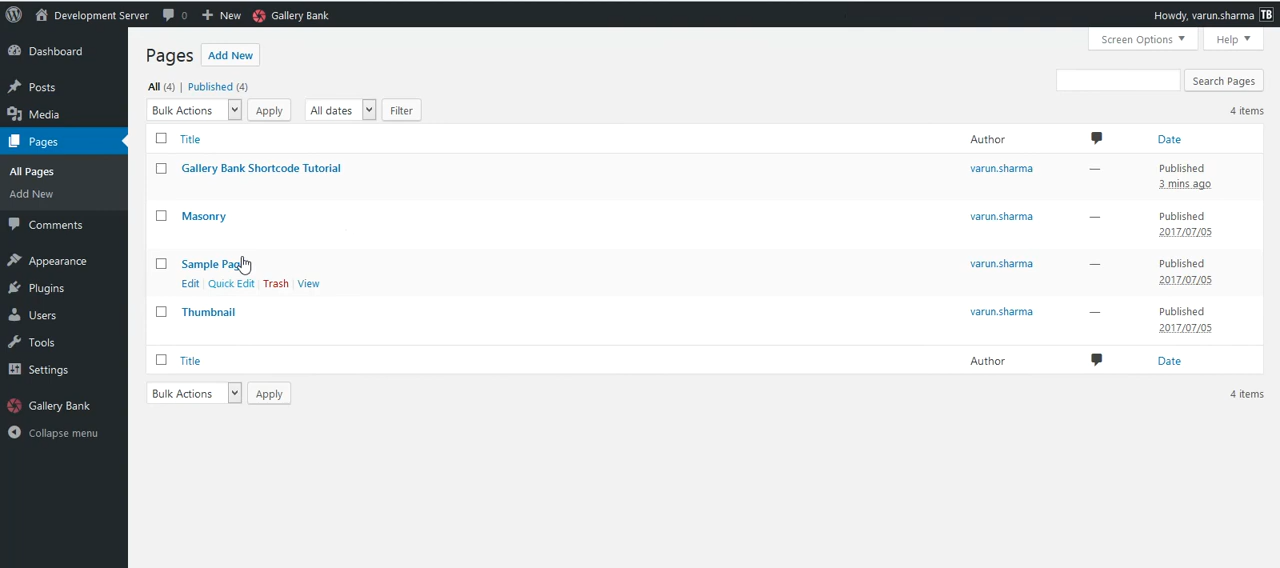 Development Server 0 New Gallery Bank Howdy, varun.sharma TB
Dashboard
Posts
Media
Pages
All Pages
Add New
Comments
Appearance
Plugins
Users
Tools
Settings
Gallery Bank
Collapse menu
Screen Options Help
Pages Add New
All (4) | Published (4)
Search Pages
Bulk Actions Apply All dates Filter 4 items
Title Author Date
Gallery Bank Shortcode Tutorial varun.sharma — Published
3 mins ago
Masonry varun.sharma — Published
2017/07/05
Sample Page varun.sharma — Published
Edit | Quick Edit | Trash | View 2017/07/05
Thumbnail varun.sharma — Published
2017/07/05
Title Author Date
Bulk Actions Apply 4 items